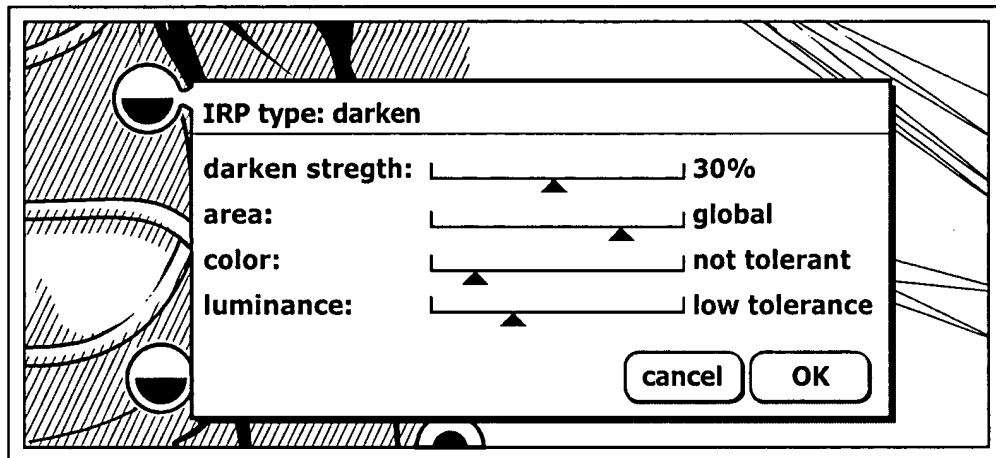 IRP type: darken
darken stregth: 30%
area: global
color: not tolerant
luminance: low tolerance
cancel OK